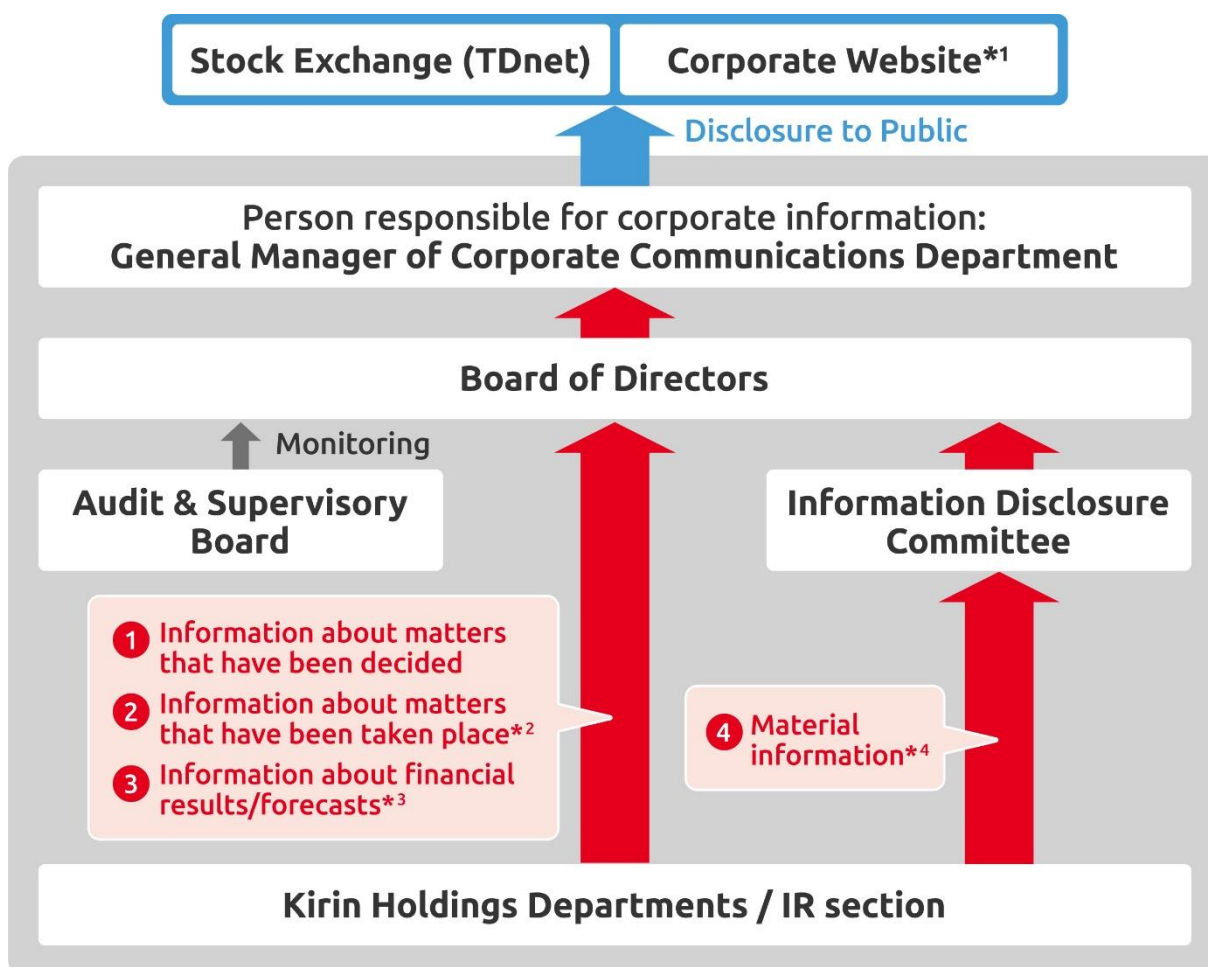 Stock Exchange (TDnet)
Corporate Website*1
Disclosure to Public
Person responsible for corporate information:
General Manager of Corporate Communications Department
Board of Directors
Monitoring
Audit & Supervisory
Board
Information Disclosure
Committee
1 Information about matters
that have been decided
2 Information about matters
that have been taken place*2
3 Information about financial
results/forecasts*3
4 Material
information*4
Kirin Holdings Departments / IR section